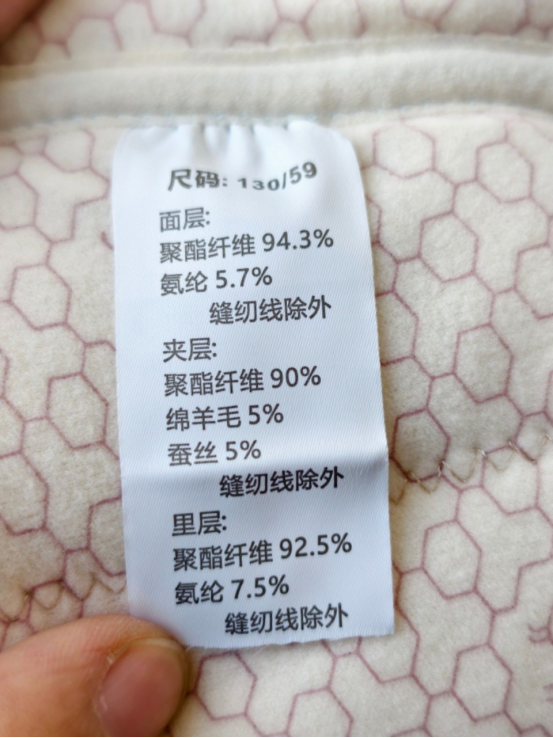 尺码: 130/59
面层:
聚酯纤维 94.3%
氨纶 5.7%
缝纫线除外
夹层:
聚酯纤维 90%
绵羊毛 5%
蚕丝 5%
缝纫线除外
里层:
聚酯纤维 92.5%
氨纶 7.5%
缝纫线除外